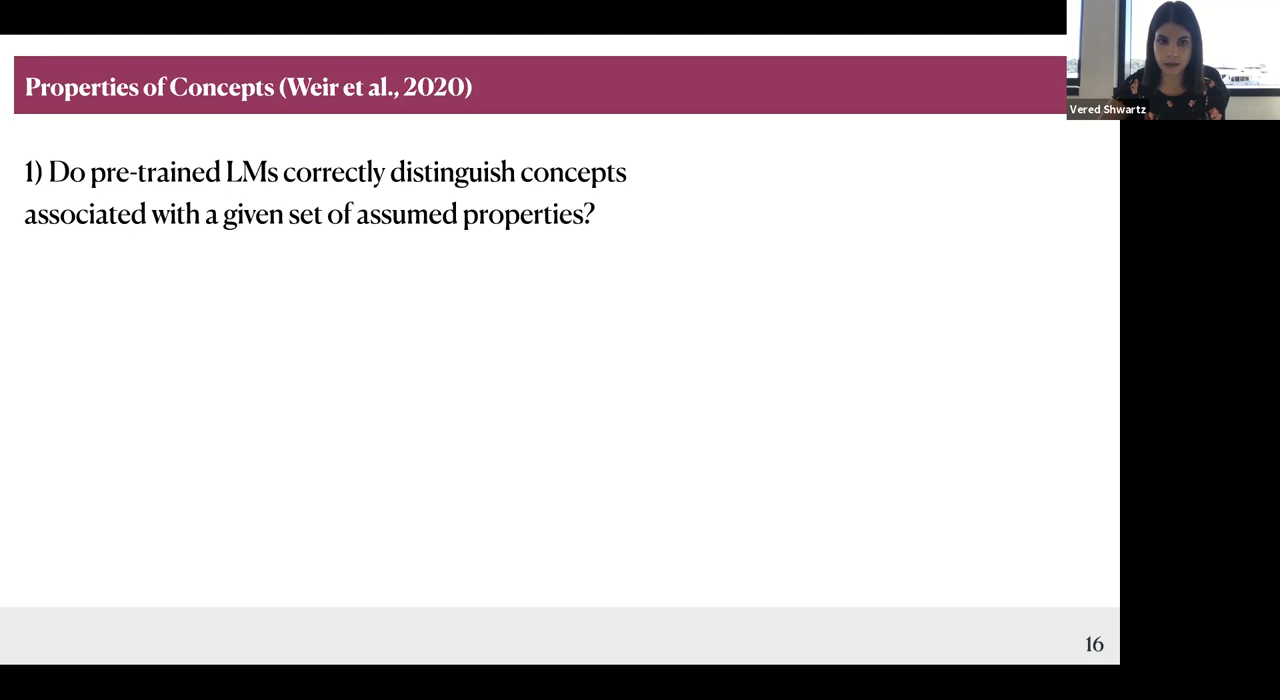 Properties of Concepts (Weir et al., 2020)
Vered Shwartz
1) Do pre-trained LMs correctly distinguish concepts
associated with a given set of assumed properties?
16